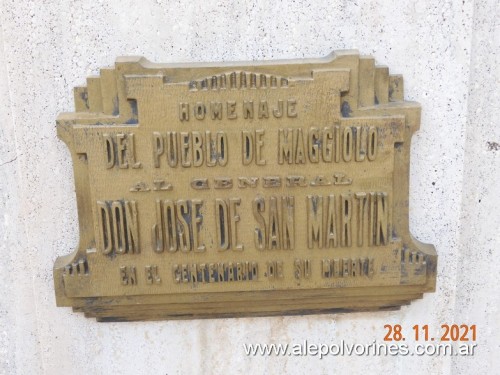 HOMENAJE
DEL PUEBLO DE MAGGIOLO
AL GENERAL
DON JOSE DE SAN MARTIN
EN EL CENTENARIO DE SU MUERTE
28.11.2021
www.alepolvorines.com.ar